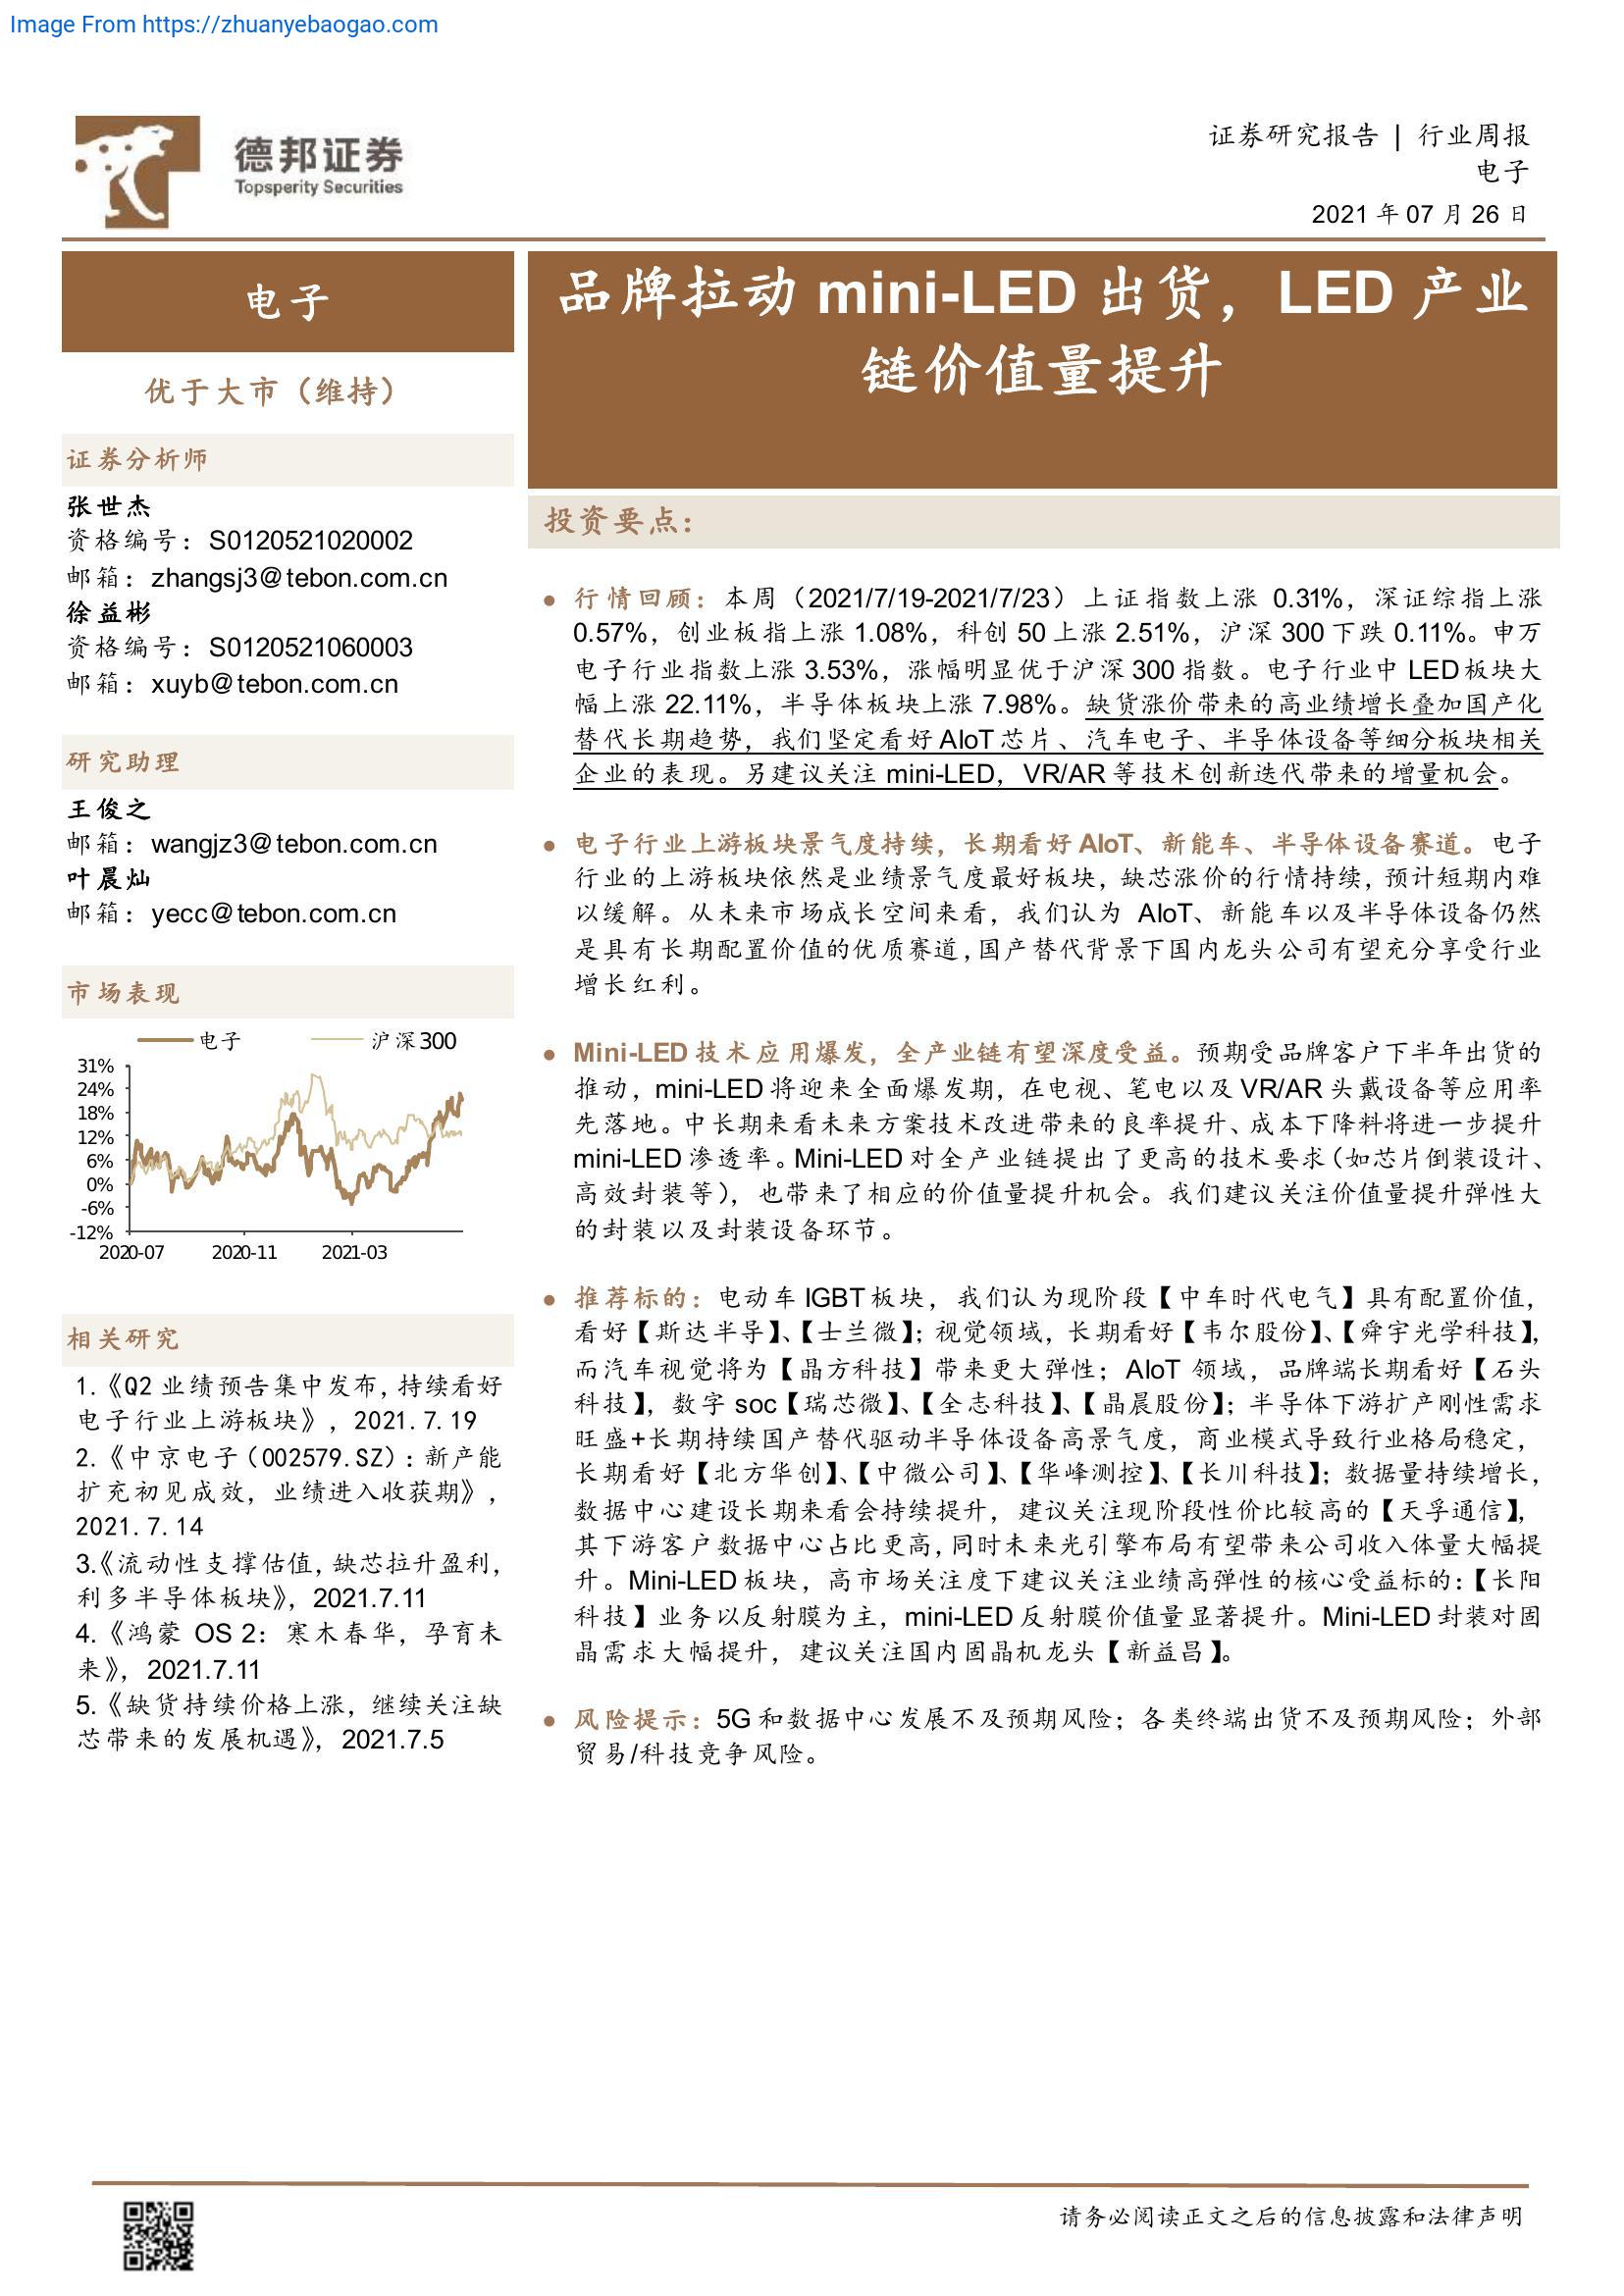 Image From https://zhuanyebaogao.com
德邦证券
Topsperity Securities
证券研究报告 | 行业周报
电子
2021 年 07 月 26 日
电子
优于大市（维持）
证券分析师
张世杰
资格编号：S0120521020002
邮箱：zhangsj3@tebon.com.cn
徐益彬
资格编号：S0120521060003
邮箱：xuyb@tebon.com.cn
研究助理
王俊之
邮箱：wangjz3@tebon.com.cn
叶晨灿
邮箱：yecc@tebon.com.cn
市场表现
电子 沪深300
31%
24%
18%
12%
6%
0%
-6%
-12%
2020-07 2020-11 2021-03
相关研究
1.《Q2 业绩预告集中发布，持续看好
电子行业上游板块》，2021.7.19
2.《中京电子（002579.SZ）：新产能
扩充初见成效，业绩进入收获期》，
2021.7.14
3.《流动性支撑估值，缺芯拉升盈利，
利多半导体板块》，2021.7.11
4.《鸿蒙 OS 2：寒木春华，孕育未
来》，2021.7.11
5.《缺货持续价格上涨，继续关注缺
芯带来的发展机遇》，2021.7.5
品牌拉动 mini-LED 出货，LED 产业
链价值量提升
投资要点：
● 行情回顾：本周（2021/7/19-2021/7/23）上证指数上涨 0.31%，深证综指上涨
0.57%，创业板指上涨 1.08%，科创 50 上涨 2.51%，沪深 300 下跌 0.11%。申万
电子行业指数上涨 3.53%，涨幅明显优于沪深 300 指数。电子行业中 LED 板块大
幅上涨 22.11%，半导体板块上涨 7.98%。缺货涨价带来的高业绩增长叠加国产化
替代长期趋势，我们坚定看好 AIoT 芯片、汽车电子、半导体设备等细分板块相关
企业的表现。另建议关注 mini-LED，VR/AR 等技术创新迭代带来的增量机会。
● 电子行业上游板块景气度持续，长期看好 AIoT、新能车、半导体设备赛道。电子
行业的上游板块依然是业绩景气度最好板块，缺芯涨价的行情持续，预计短期内难
以缓解。从未来市场成长空间来看，我们认为 AIoT、新能车以及半导体设备仍然
是具有长期配置价值的优质赛道，国产替代背景下国内龙头公司有望充分享受行业
增长红利。
● Mini-LED 技术应用爆发，全产业链有望深度受益。预期受品牌客户下半年出货的
推动，mini-LED 将迎来全面爆发期，在电视、笔电以及 VR/AR 头戴设备等应用率
先落地。中长期来看未来方案技术改进带来的良率提升、成本下降料将进一步提升
mini-LED 渗透率。Mini-LED 对全产业链提出了更高的技术要求（如芯片倒装设计、
高效封装等），也带来了相应的价值量提升机会。我们建议关注价值量提升弹性大
的封装以及封装设备环节。
● 推荐标的：电动车 IGBT 板块，我们认为现阶段【中车时代电气】具有配置价值，
看好【斯达半导】、【士兰微】；视觉领域，长期看好【韦尔股份】、【舜宇光学科技】，
而汽车视觉将为【晶方科技】带来更大弹性；AIoT 领域，品牌端长期看好【石头
科技】，数字 soc【瑞芯微】、【全志科技】、【晶晨股份】；半导体下游扩产刚性需求
旺盛+长期持续国产替代驱动半导体设备高景气度，商业模式导致行业格局稳定，
长期看好【北方华创】、【中微公司】、【华峰测控】、【长川科技】；数据量持续增长，
数据中心建设长期来看会持续提升，建议关注现阶段性价比较高的【天孚通信】，
其下游客户数据中心占比更高，同时未来光引擎布局有望带来公司收入体量大幅提
升。Mini-LED 板块，高市场关注度下建议关注业绩高弹性的核心受益标的：【长阳
科技】业务以反射膜为主，mini-LED 反射膜价值量显著提升。Mini-LED 封装对固
晶需求大幅提升，建议关注国内固晶机龙头【新益昌】。
● 风险提示：5G 和数据中心发展不及预期风险；各类终端出货不及预期风险；外部
贸易/科技竞争风险。
请务必阅读正文之后的信息披露和法律声明